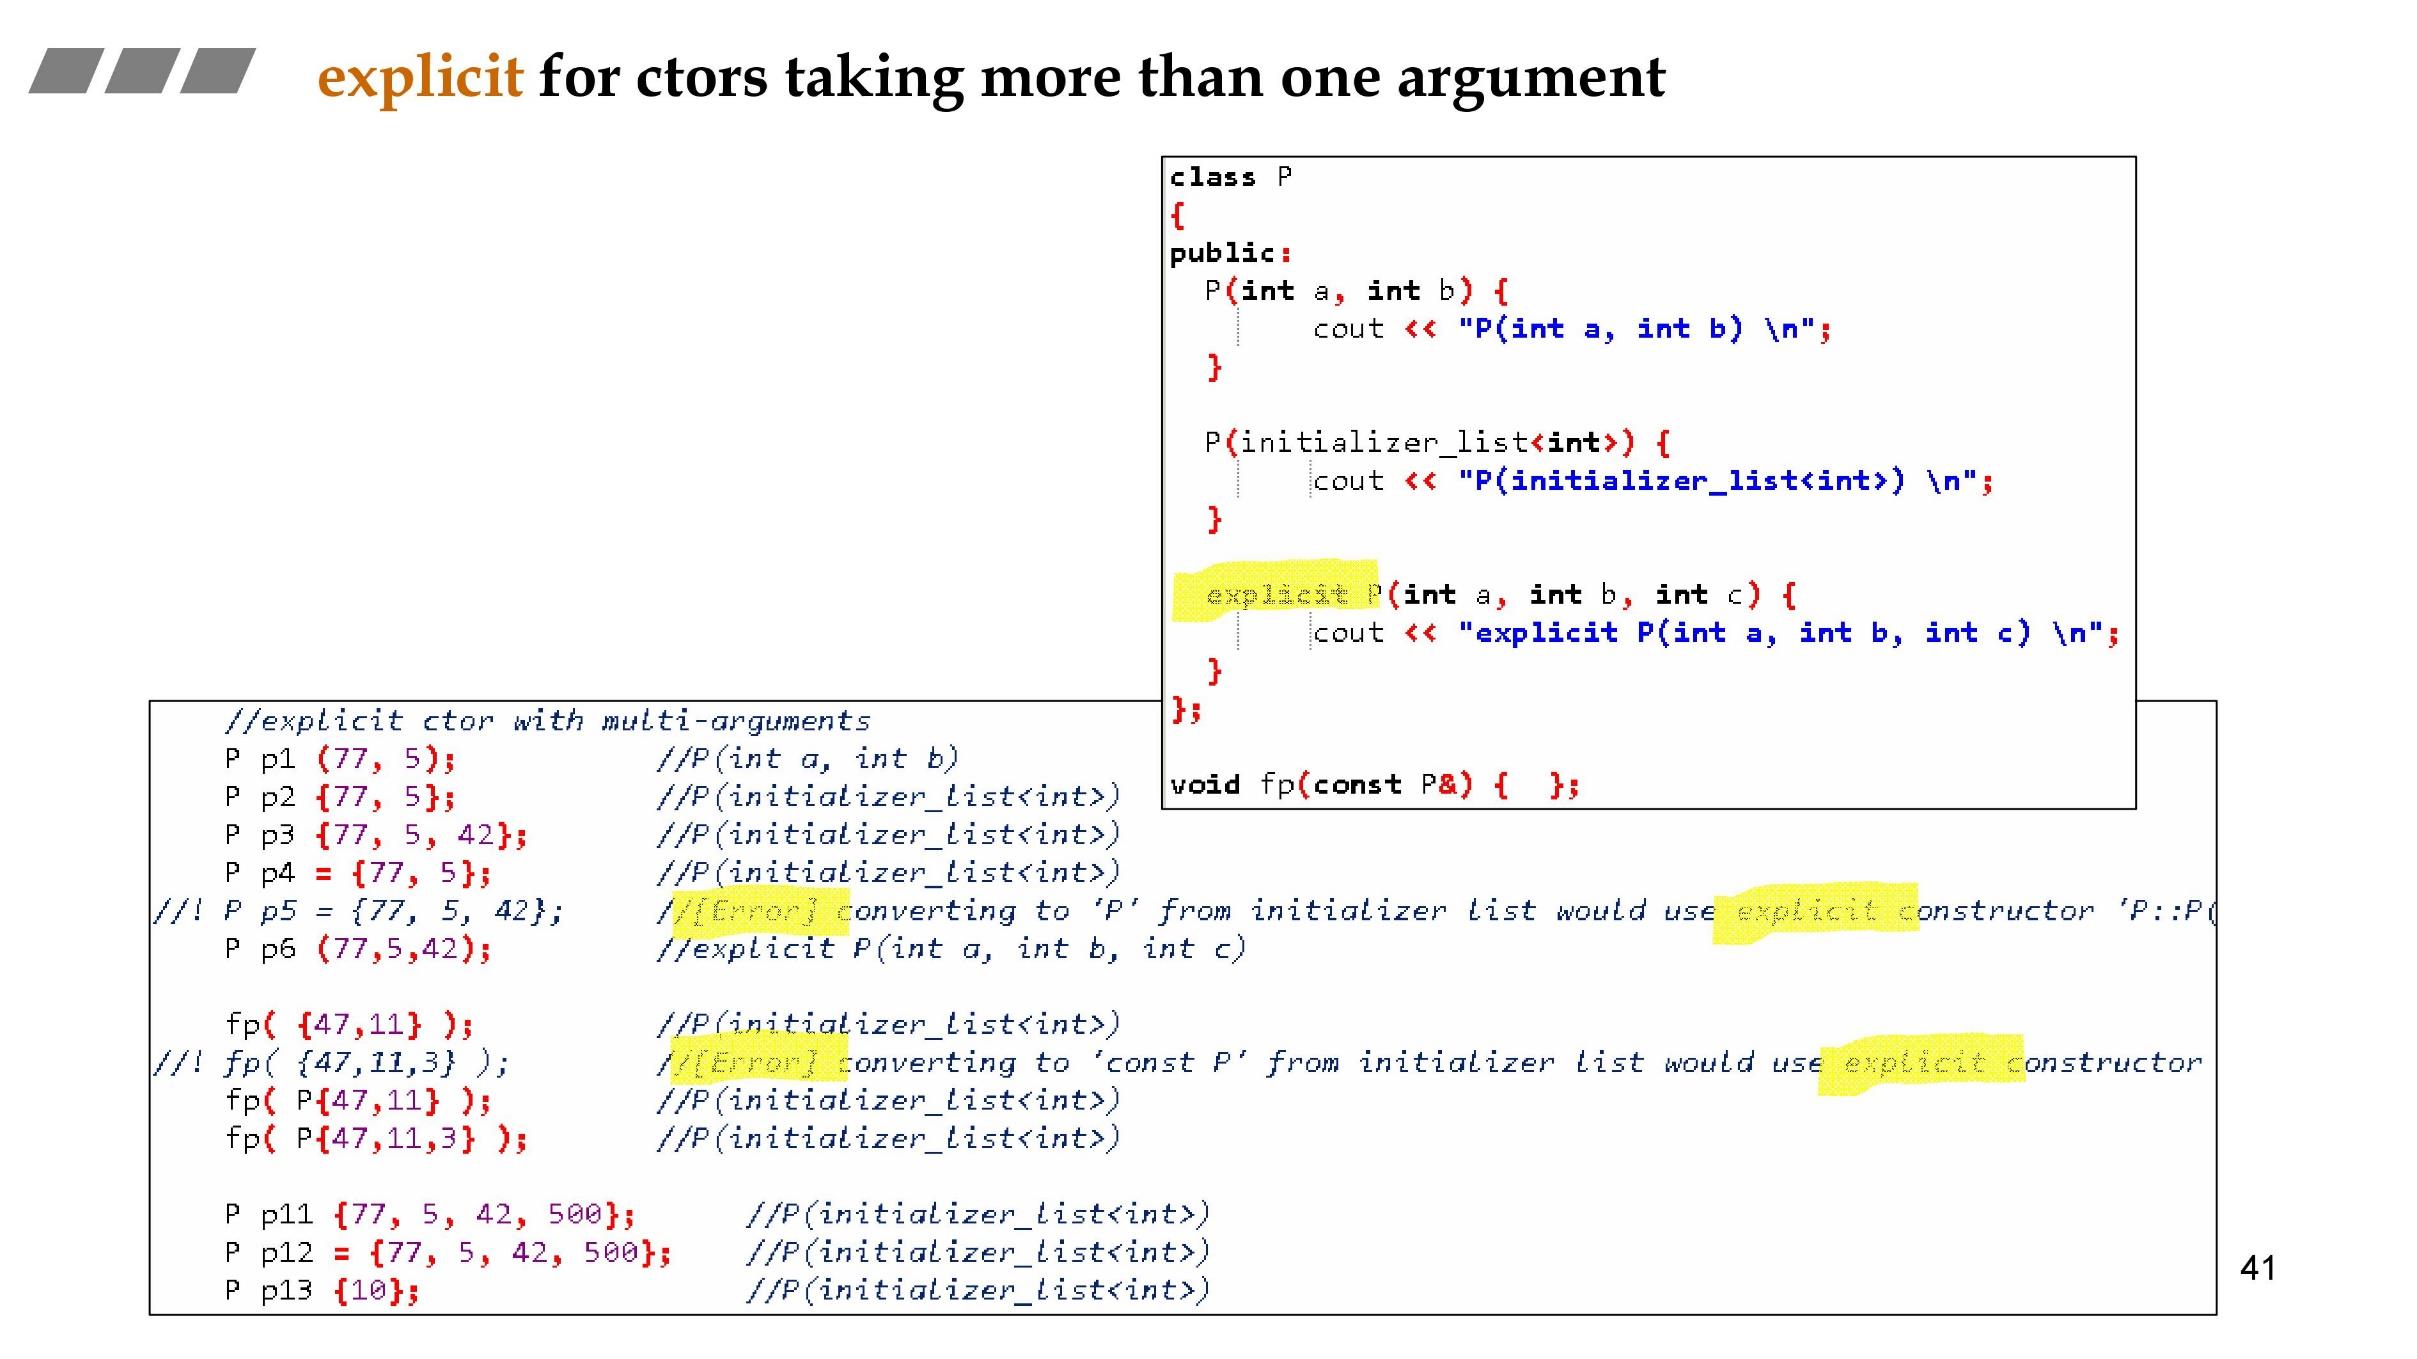 explicit for ctors taking more than one argument
class P
{
public:
P(int a, int b) {
cout << "P(int a, int b) \n";
}
P(initializer_list<int>) {
cout << "P(initializer_list<int>) \n";
}
explicit P(int a, int b, int c) {
cout << "explicit P(int a, int b, int c) \n";
}
};
void fp(const P&) { };
//explicit ctor with multi-arguments
P p1 (77, 5); //P(int a, int b)
P p2 {77, 5}; //P(initializer_list<int>)
P p3 {77, 5, 42}; //P(initializer_list<int>)
P p4 = {77, 5}; //P(initializer_list<int>)
//! P p5 = {77, 5, 42}; //[Error] converting to 'P' from initializer list would use explicit constructor 'P::P(
P p6 (77,5,42); //explicit P(int a, int b, int c)
fp( {47,11} ); //P(initializer_list<int>)
//! fp( {47,11,3} ); //[Error] converting to 'const P' from initializer list would use explicit constructor
fp( P{47,11} ); //P(initializer_list<int>)
fp( P{47,11,3} ); //P(initializer_list<int>)
P p11 {77, 5, 42, 500}; //P(initializer_list<int>)
P p12 = {77, 5, 42, 500}; //P(initializer_list<int>)
P p13 {10}; //P(initializer_list<int>)
41